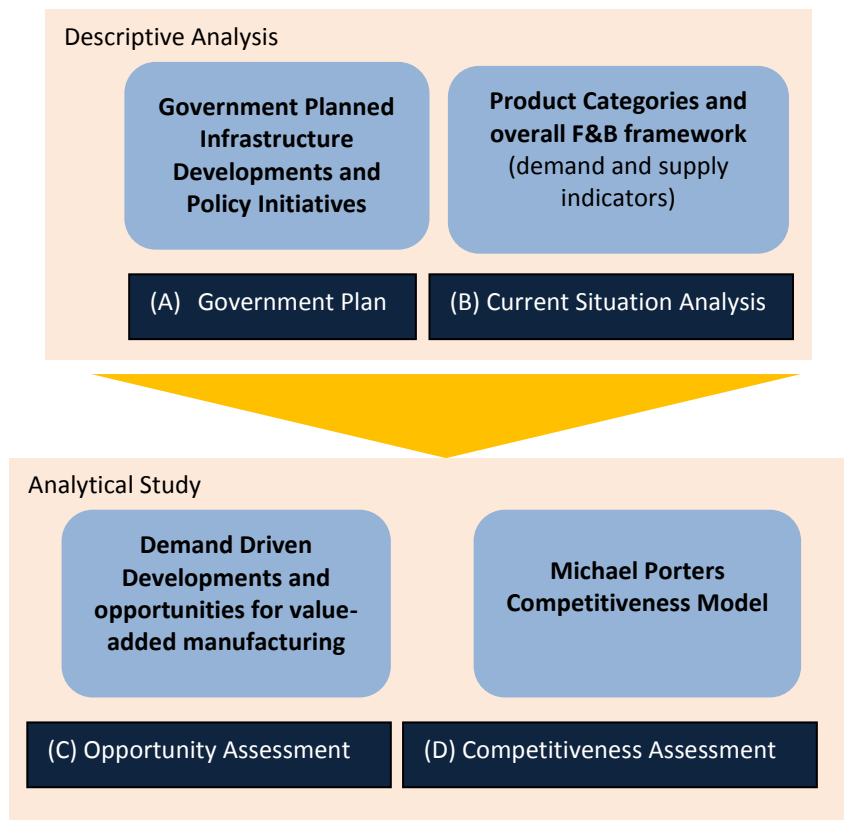 Descriptive Analysis
Government Planned
Infrastructure
Developments and
Policy Initiatives
Product Categories and
overall F&B framework
(demand and supply
indicators)
(A) Government Plan
(B) Current Situation Analysis
Analytical Study
Demand Driven
Developments and
opportunities for value-
added manufacturing
Michael Porters
Competitiveness Model
(C) Opportunity Assessment
(D) Competitiveness Assessment